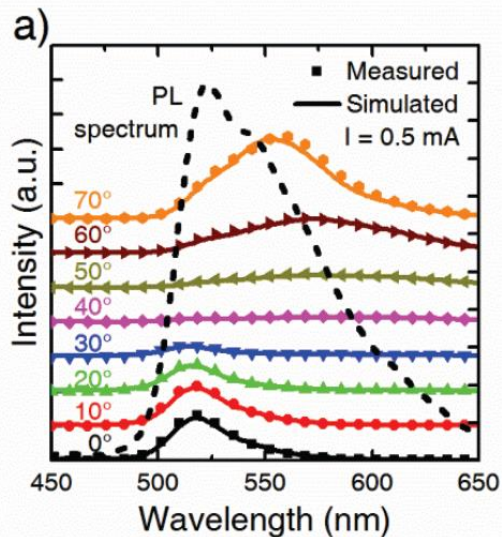 a)
PL
spectrum
Measured
Simulated
I = 0.5 mA
70°
60°
50°
40°
30°
20°
10°
0°
Intensity (a.u.)
450 500 550 600 650
Wavelength (nm)